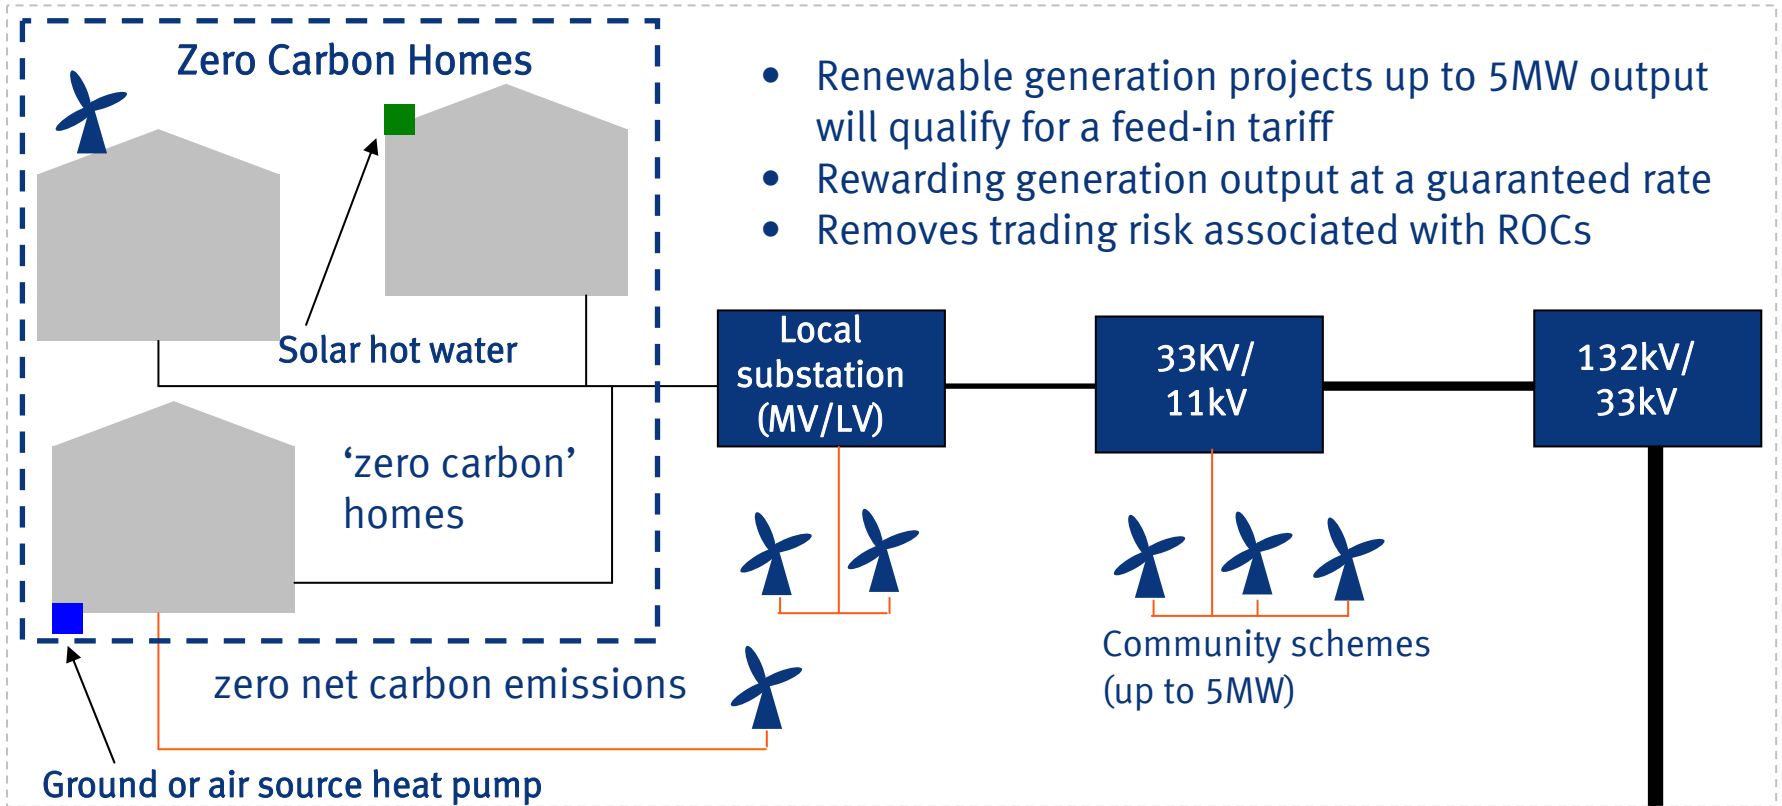 Zero Carbon Homes
• Renewable generation projects up to 5MW output
will qualify for a feed-in tariff
• Rewarding generation output at a guaranteed rate
• Removes trading risk associated with ROCs
Solar hot water
Local
substation
(MV/LV)
33KV/
11kV
132kV/
33kV
‘zero carbon’
homes
Community schemes
(up to 5MW)
zero net carbon emissions
Ground or air source heat pump